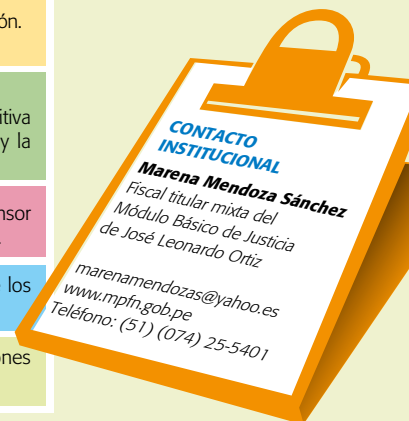 ón.
itiva
y la
nsor
los
ones
CONTACTO
INSTITUCIONAL
Marena Mendoza Sánchez
Fiscal titular mixta del
Módulo Básico de Justicia
de José Leonardo Ortiz
marenamendozas@yahoo.es
www.mpfn.gob.pe
Teléfono: (51) (074) 25-5401